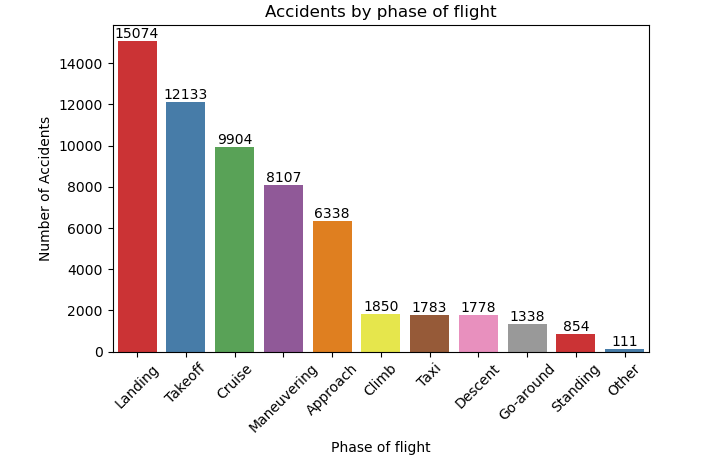 Accidents by phase of flight
15074
12133
9904
8107
6338
1850
1783
1778
1338
854
111
14000
12000
10000
8000
6000
4000
2000
0
Number of Accidents
Landing
Takeoff
Cruise
Maneuvering
Approach
Climb
Taxi
Descent
Go-around
Standing
Other
Phase of flight